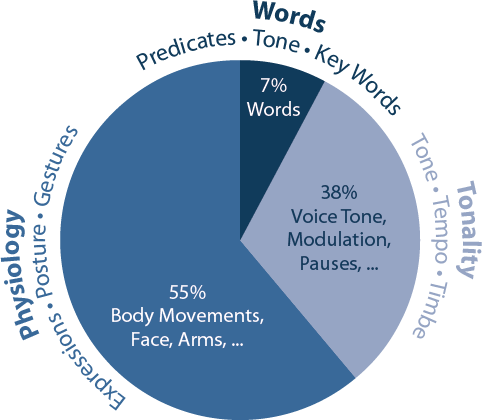 Words
Predicates • Tone • Key Words
7%
Words
38%
Voice Tone,
Modulation,
Pauses, ...
Tonality
Tone • Tempo • Timbe
55%
Body Movements,
Face, Arms, ...
Physiology
Expressions • Posture • Gestures